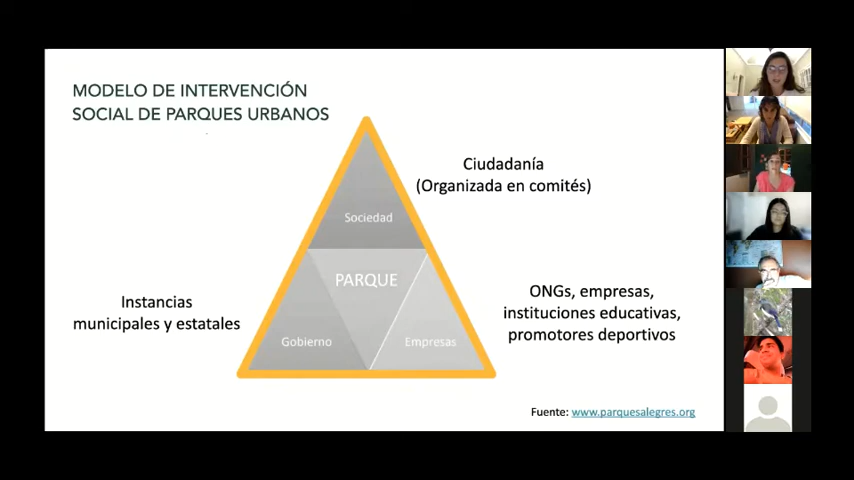 MODELO DE INTERVENCIÓN
SOCIAL DE PARQUES URBANOS
Ciudadanía
(Organizada en comités)
Sociedad
PARQUE
Instancias
municipales y estatales
ONGs, empresas,
instituciones educativas,
promotores deportivos
Gobierno
Empresas
Fuente: www.parquesalegres.org